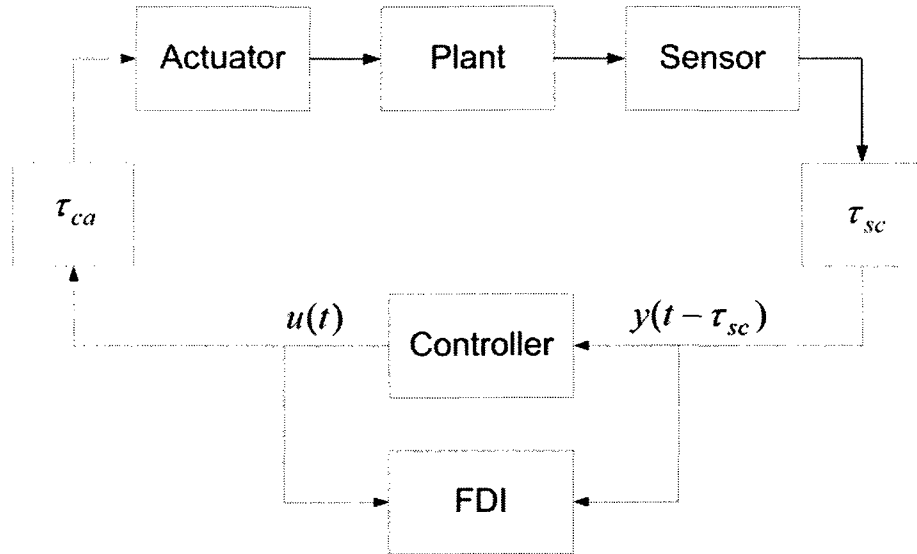 Actuator
Plant
Sensor
τ_ca
τ_sc
u(t)
y(t − τ_sc)
Controller
FDI